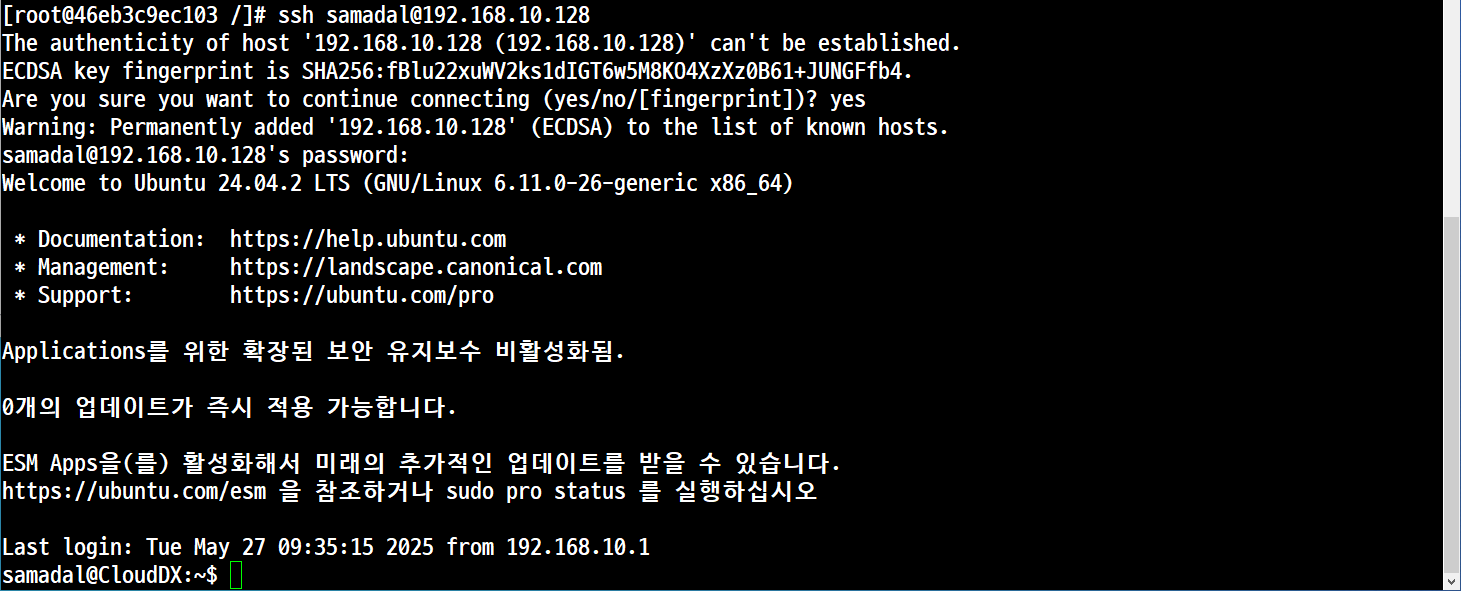 [root@46eb3c9ec103 /]# ssh samadal@192.168.10.128
The authenticity of host '192.168.10.128 (192.168.10.128)' can't be established.
ECDSA key fingerprint is SHA256:fBlu22xuWV2ks1dIGT6w5M8KO4XzXz0B61+JUNGFfb4.
Are you sure you want to continue connecting (yes/no/[fingerprint])? yes
Warning: Permanently added '192.168.10.128' (ECDSA) to the list of known hosts.
samadal@192.168.10.128's password:
Welcome to Ubuntu 24.04.2 LTS (GNU/Linux 6.11.0-26-generic x86_64)
* Documentation:  https://help.ubuntu.com
* Management:     https://landscape.canonical.com
* Support:        https://ubuntu.com/pro
Applications를 위한 확장된 보안 유지보수 비활성화됨.
0개의 업데이트가 즉시 적용 가능합니다.
ESM Apps을(를) 활성화해서 미래의 추가적인 업데이트를 받을 수 있습니다.
https://ubuntu.com/esm 을 참조하거나 sudo pro status 를 실행하십시오
Last login: Tue May 27 09:35:15 2025 from 192.168.10.1
samadal@CloudDX:~$